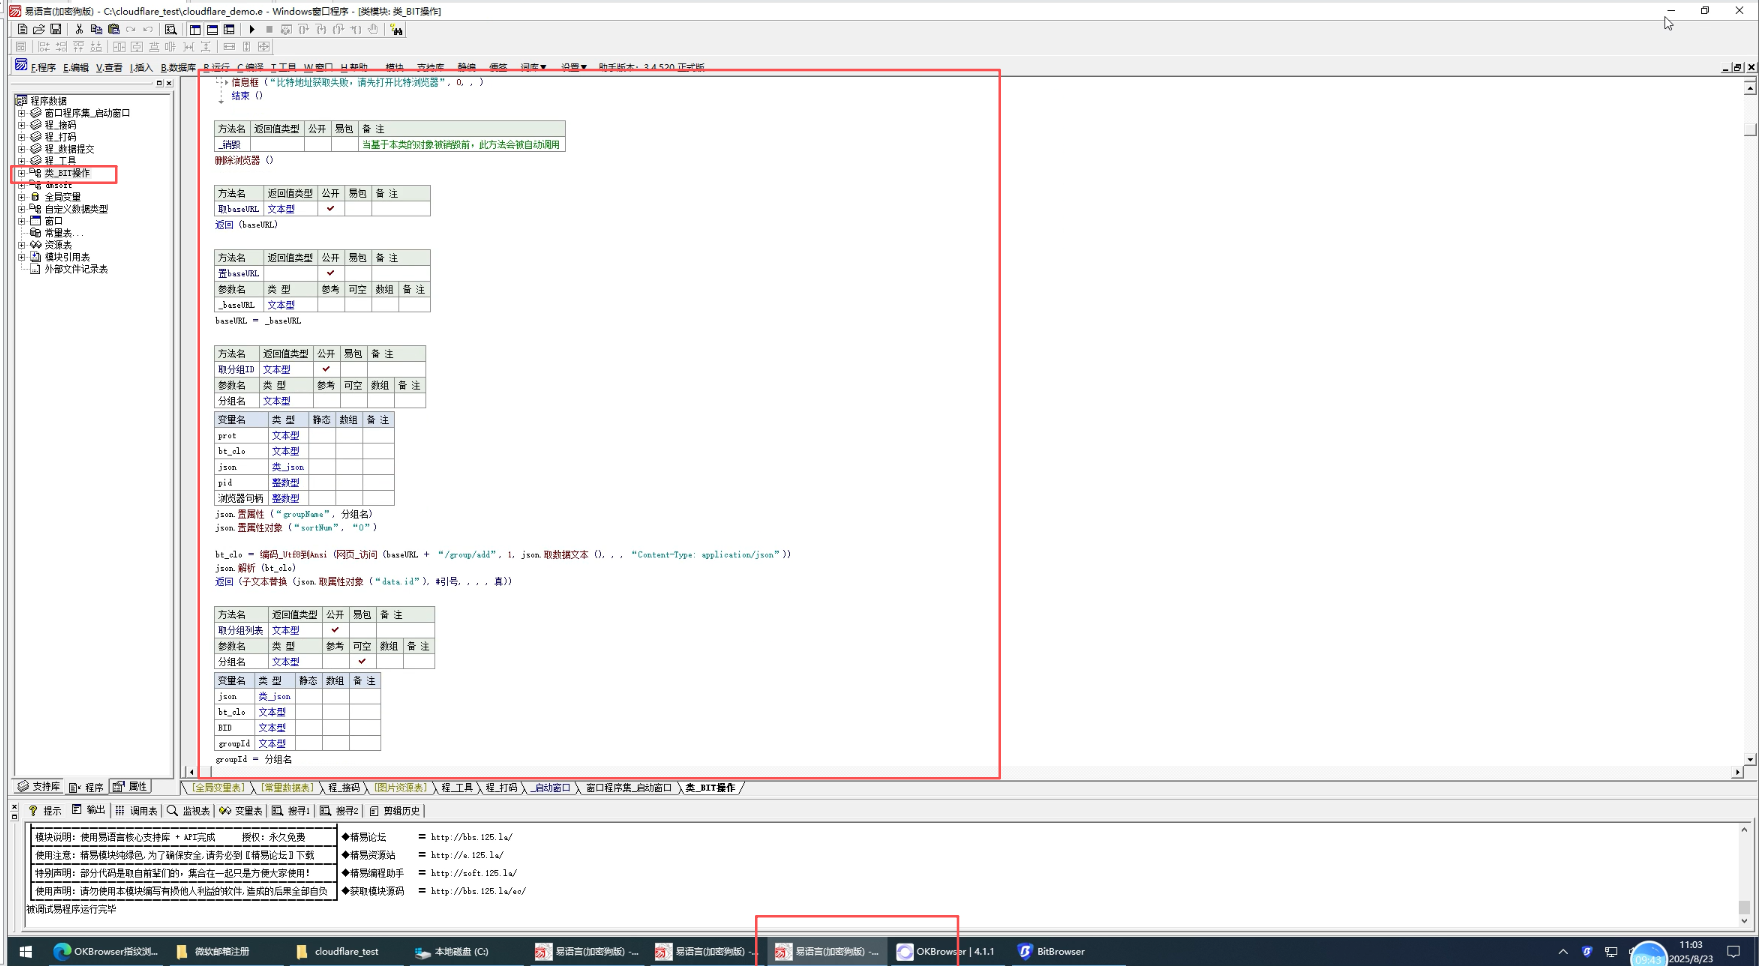 易语言(加密狗版) - C:\cloudflare_test\cloudflare_demo.e - Windows窗口程序 - [类模块: 类_BIT操作]
F.程序 E.编辑 V.查看 I.插入 B.数据库 R.运行 C.编译 T.工具 W.窗口 H.帮助 模块 支持库 静编 便签 词库▼ 设置▼ 助手版本: 3.4.520 正式版
程序数据
窗口程序集_启动窗口
程_接码
程_打码
程_数据提交
程_工具
类_BIT操作
dmsoft
全局变量
自定义数据类型
窗口
常量表...
资源表
模块引用表
外部文件记录表
支持库 程序 属性
信息框 (“比特地址获取失败，请先打开比特浏览器”, 0, , )
结束 ()
方法名 返回值类型 公开 易包 备 注
_销毁 当基于本类的对象被销毁前，此方法会被自动调用
删除浏览器 ()
方法名 返回值类型 公开 易包 备 注
取baseURL 文本型 ✓
返回 (baseURL)
方法名 返回值类型 公开 易包 备 注
置baseURL ✓
参数名 类 型 参考 可空 数组 备 注
_baseURL 文本型
baseURL = _baseURL
方法名 返回值类型 公开 易包 备 注
取分组ID 文本型 ✓
参数名 类 型 参考 可空 数组 备 注
分组名 文本型
变量名 类 型 静态 数组 备 注
prot 文本型
bt_clo 文本型
json 类_json
pid 整数型
浏览器句柄 整数型
json.置属性 (“groupName”, 分组名)
json.置属性对象 (“sortNum”, “0”)
bt_clo = 编码_Utf8到Ansi (网页_访问 (baseURL + “/group/add”, 1, json.取数据文本 (), , , “Content-Type: application/json”))
json.解析 (bt_clo)
返回 (子文本替换 (json.取属性对象 (“data.id”), #引号, , , , 真))
方法名 返回值类型 公开 易包 备 注
取分组列表 文本型 ✓
参数名 类 型 参考 可空 数组 备 注
分组名 文本型 ✓
变量名 类 型 静态 数组 备 注
json 类_json
bt_clo 文本型
BID 文本型
groupId 文本型
groupId = 分组名
[全局变量表] [常量数据表] 程_接码 [图片资源表] 程_工具 程_打码 _启动窗口 窗口程序集_启动窗口 类_BIT操作
提示 输出 调用表 监视表 变量表 搜寻1 搜寻2 剪辑历史
模块说明: 使用易语言核心支持库 + API完成 授权: 永久免费 ◆精易论坛 = http://bbs.125.la/
使用注意: 精易模块纯绿色,为了确保安全,请务必到〖精易论坛〗下载 ◆精易资源站 = http://e.125.la/
特别声明: 部分代码是取自前辈们的, 集合在一起只是方便大家使用! ◆精易编程助手 = http://soft.125.la/
使用声明: 请勿使用本模块编写有损他人利益的软件,造成的后果全部自负 ◆获取模块源码 = http://bbs.125.la/ec/
被调试易程序运行完毕
OKBrowser指纹浏... 微软邮箱注册 cloudflare_test 本地磁盘 (C:) 易语言(加密狗版) -... 易语言(加密狗版) -... 易语言(加密狗版) -... OKBrowser | 4.1.1 BitBrowser
11:03
09:43 2025/8/23